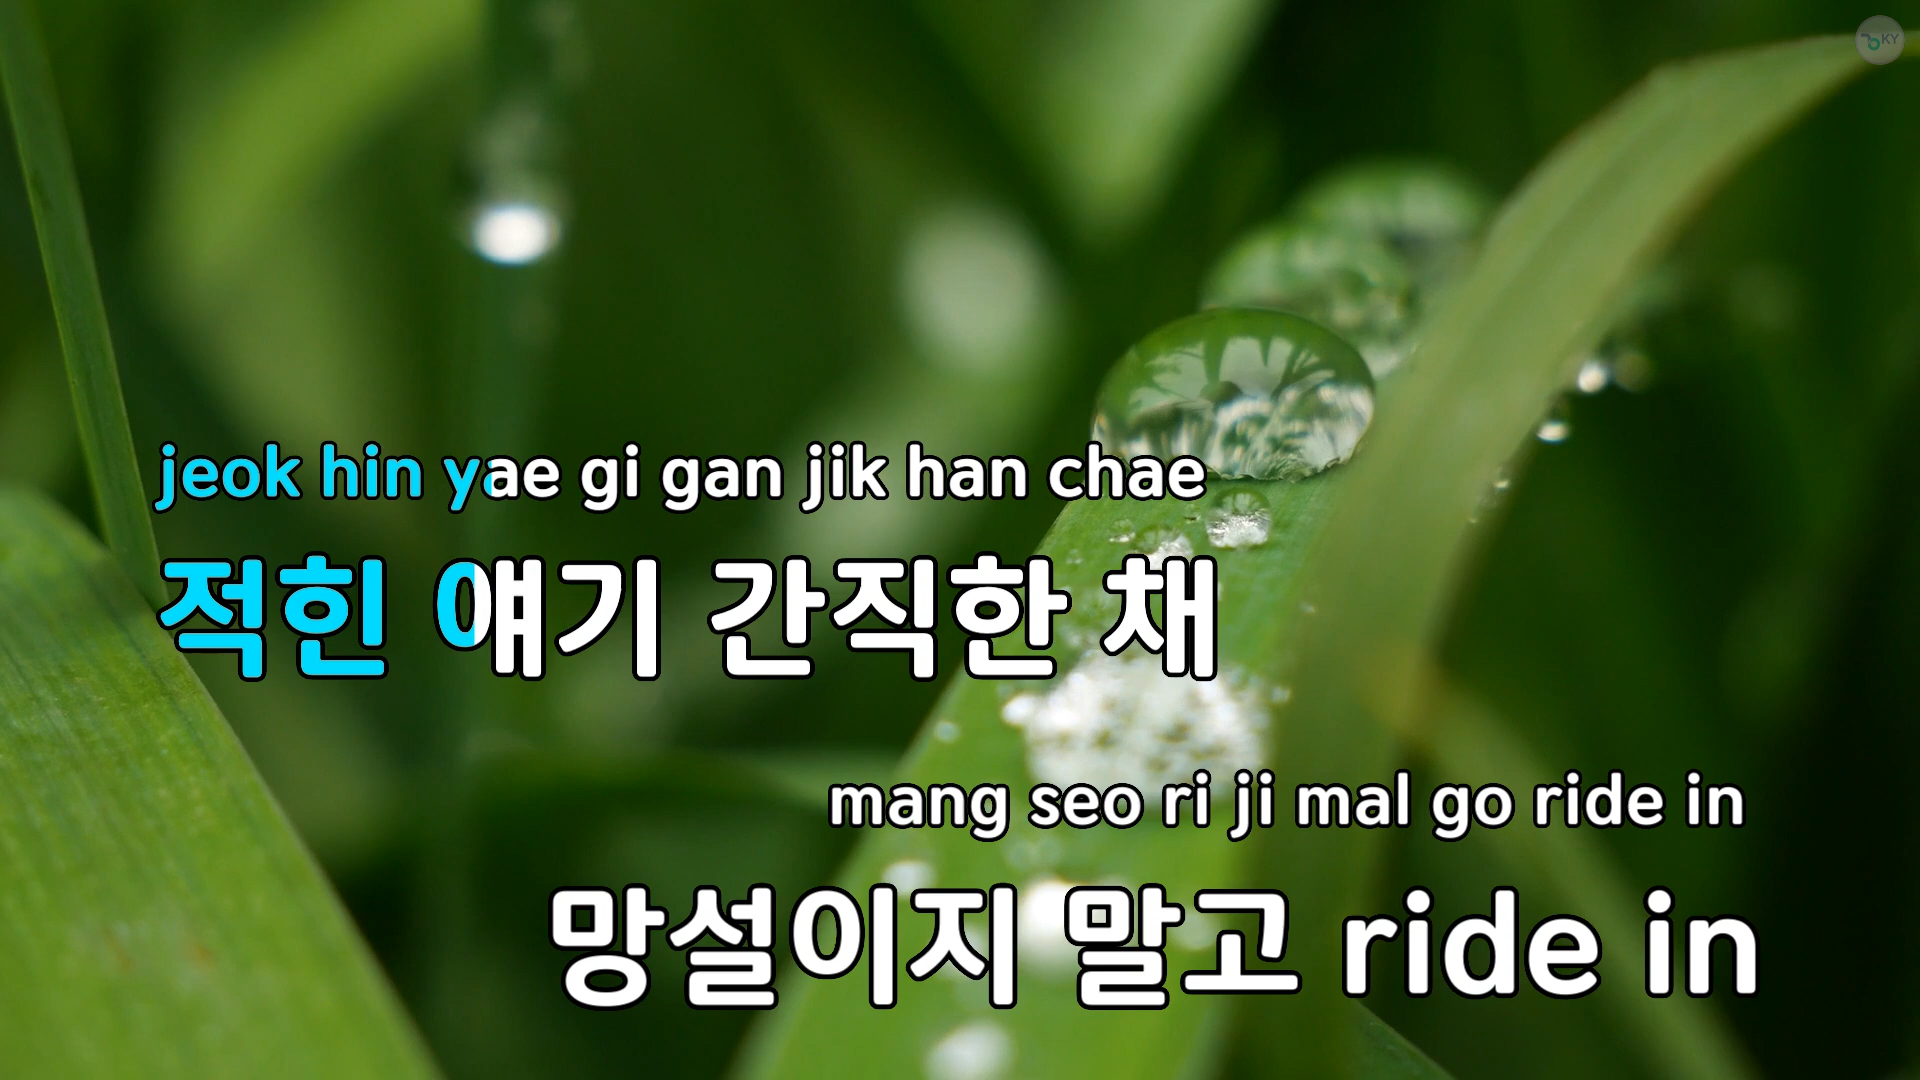 KY
jeok hin yae gi gan jik han chae
적힌 얘기 간직한 채
mang seo ri ji mal go ride in
망설이지 말고 ride in